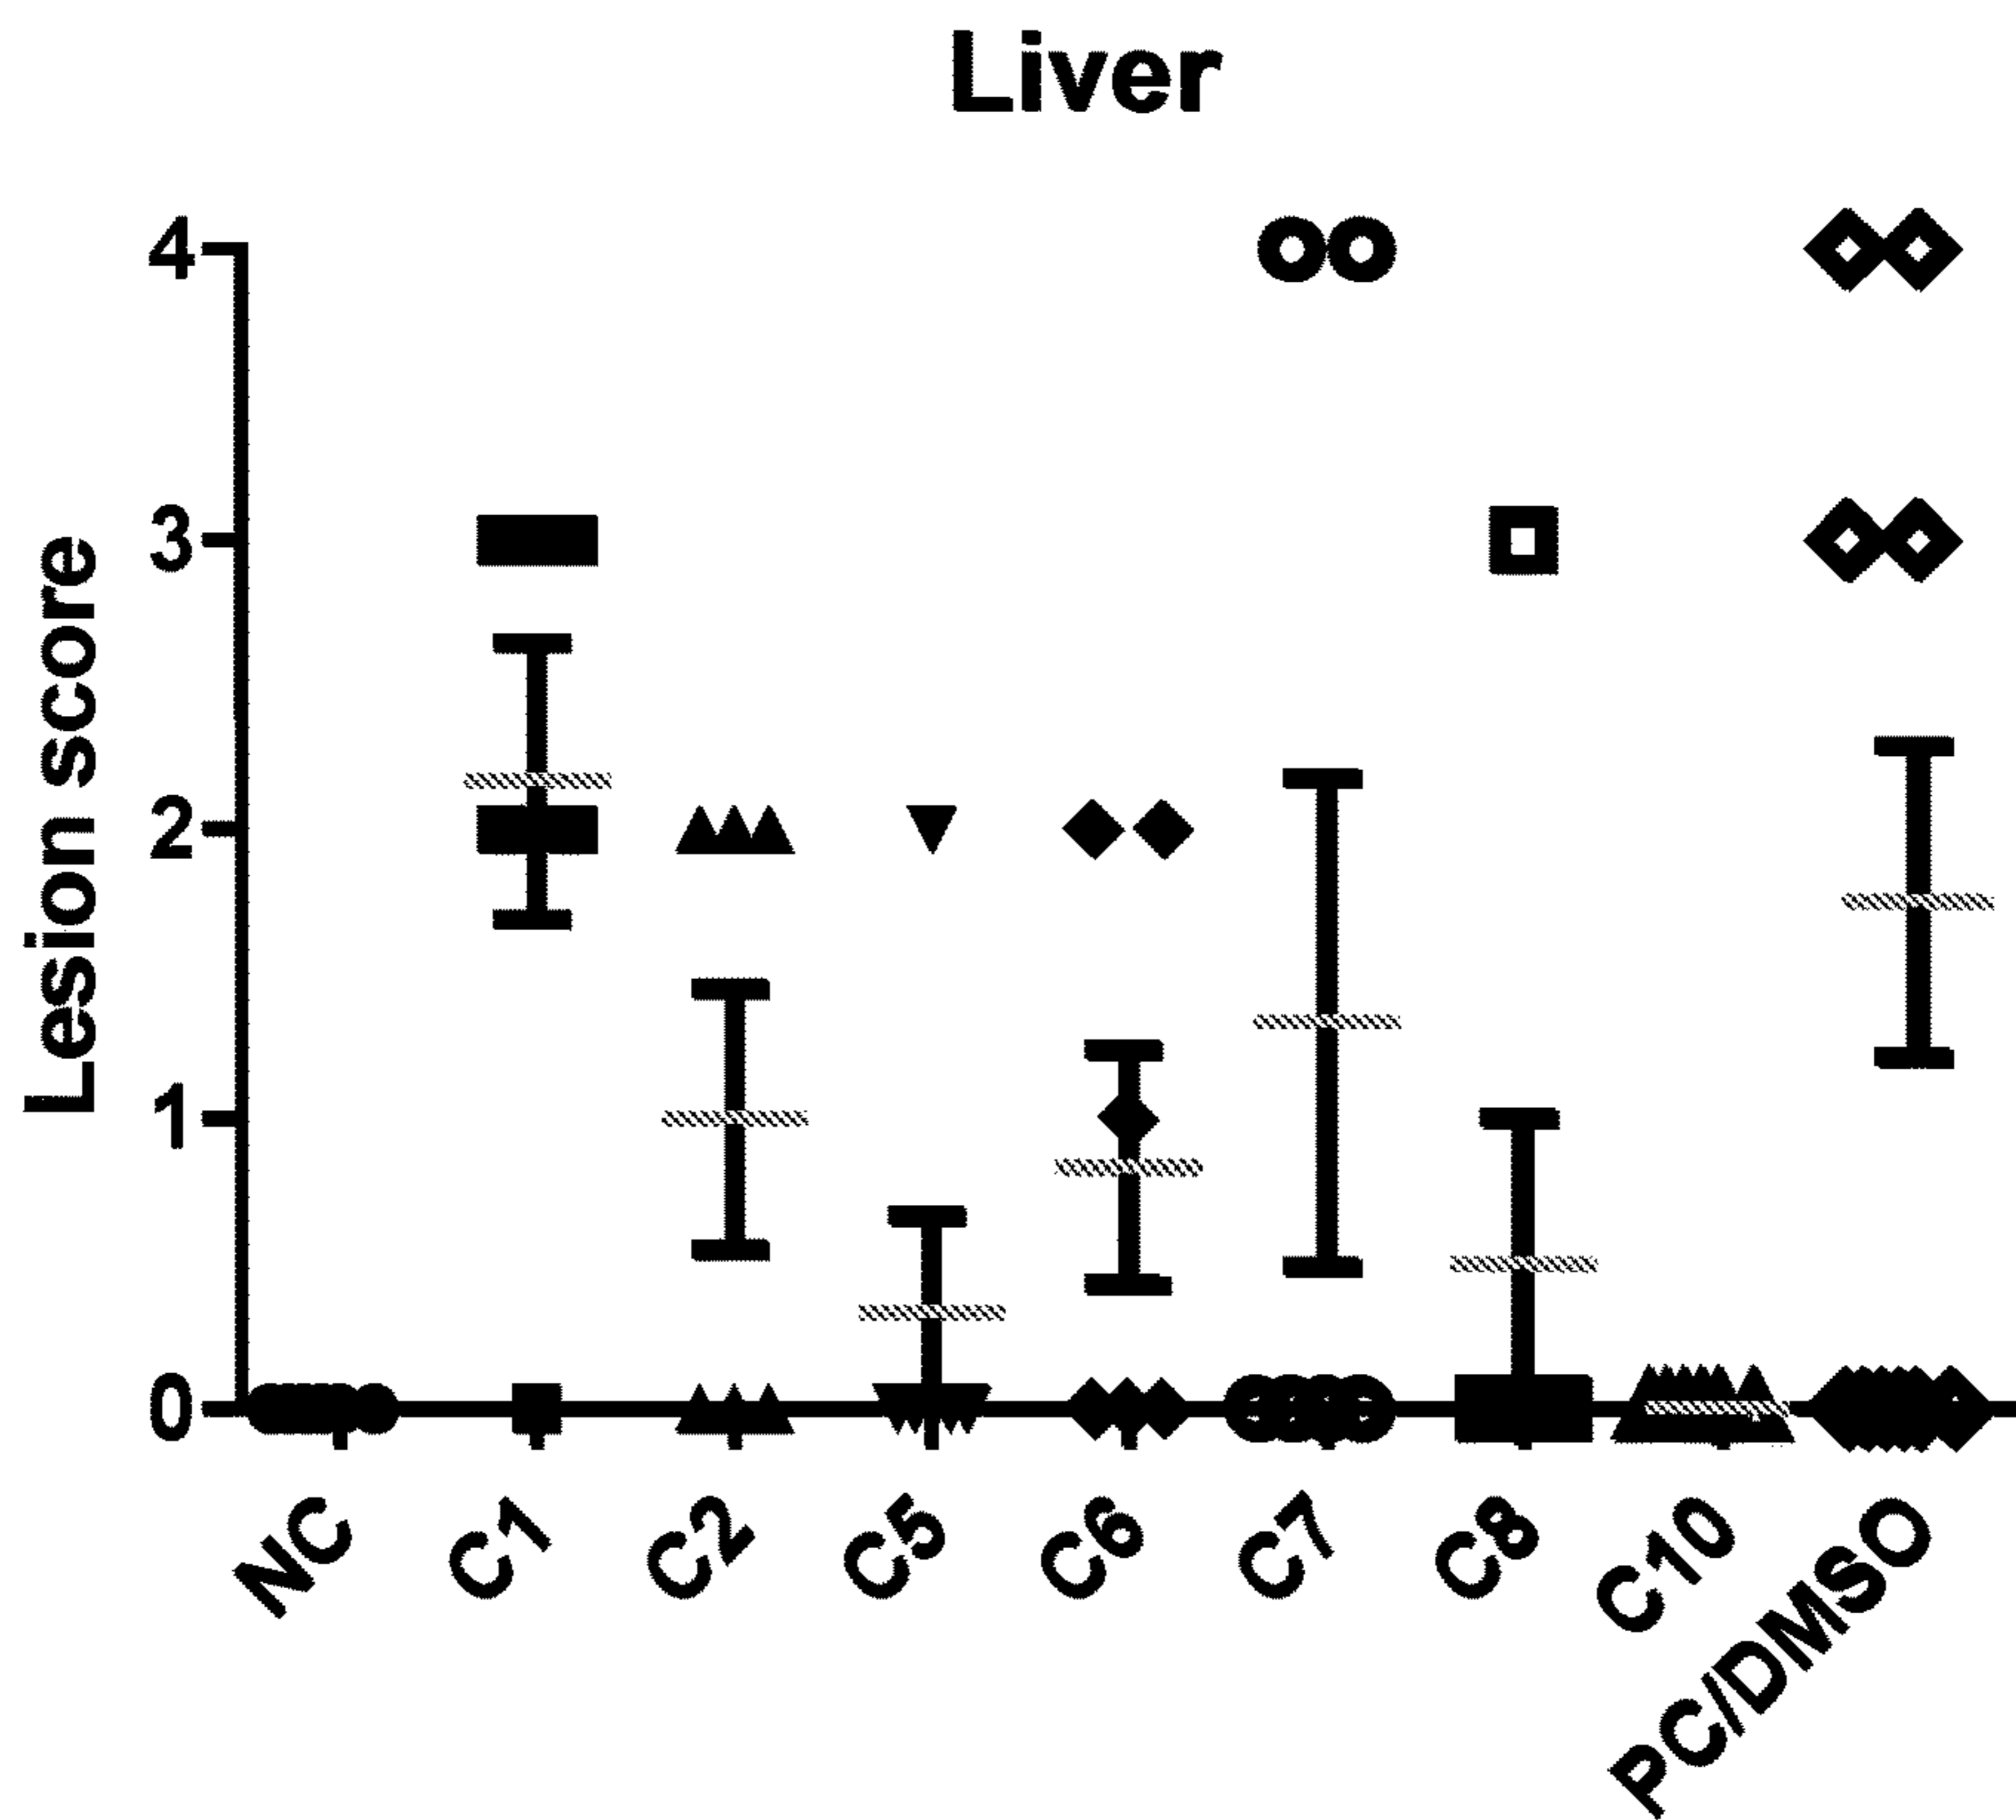 Liver
Lesion score
4
3
2
1
0
NC
C1
C2
C5
C6
C7
C8
C10
PC/DMSO